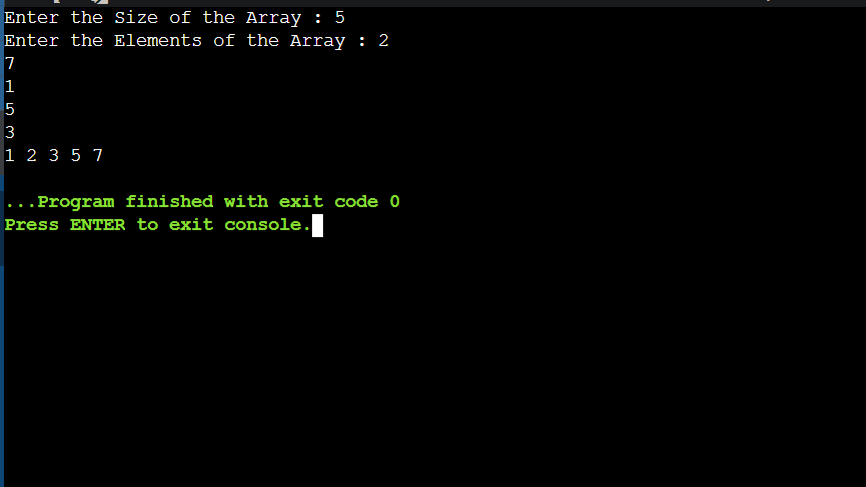 Enter the Size of the Array : 5
Enter the Elements of the Array : 2
7
1
5
3
1 2 3 5 7
...Program finished with exit code 0
Press ENTER to exit console.